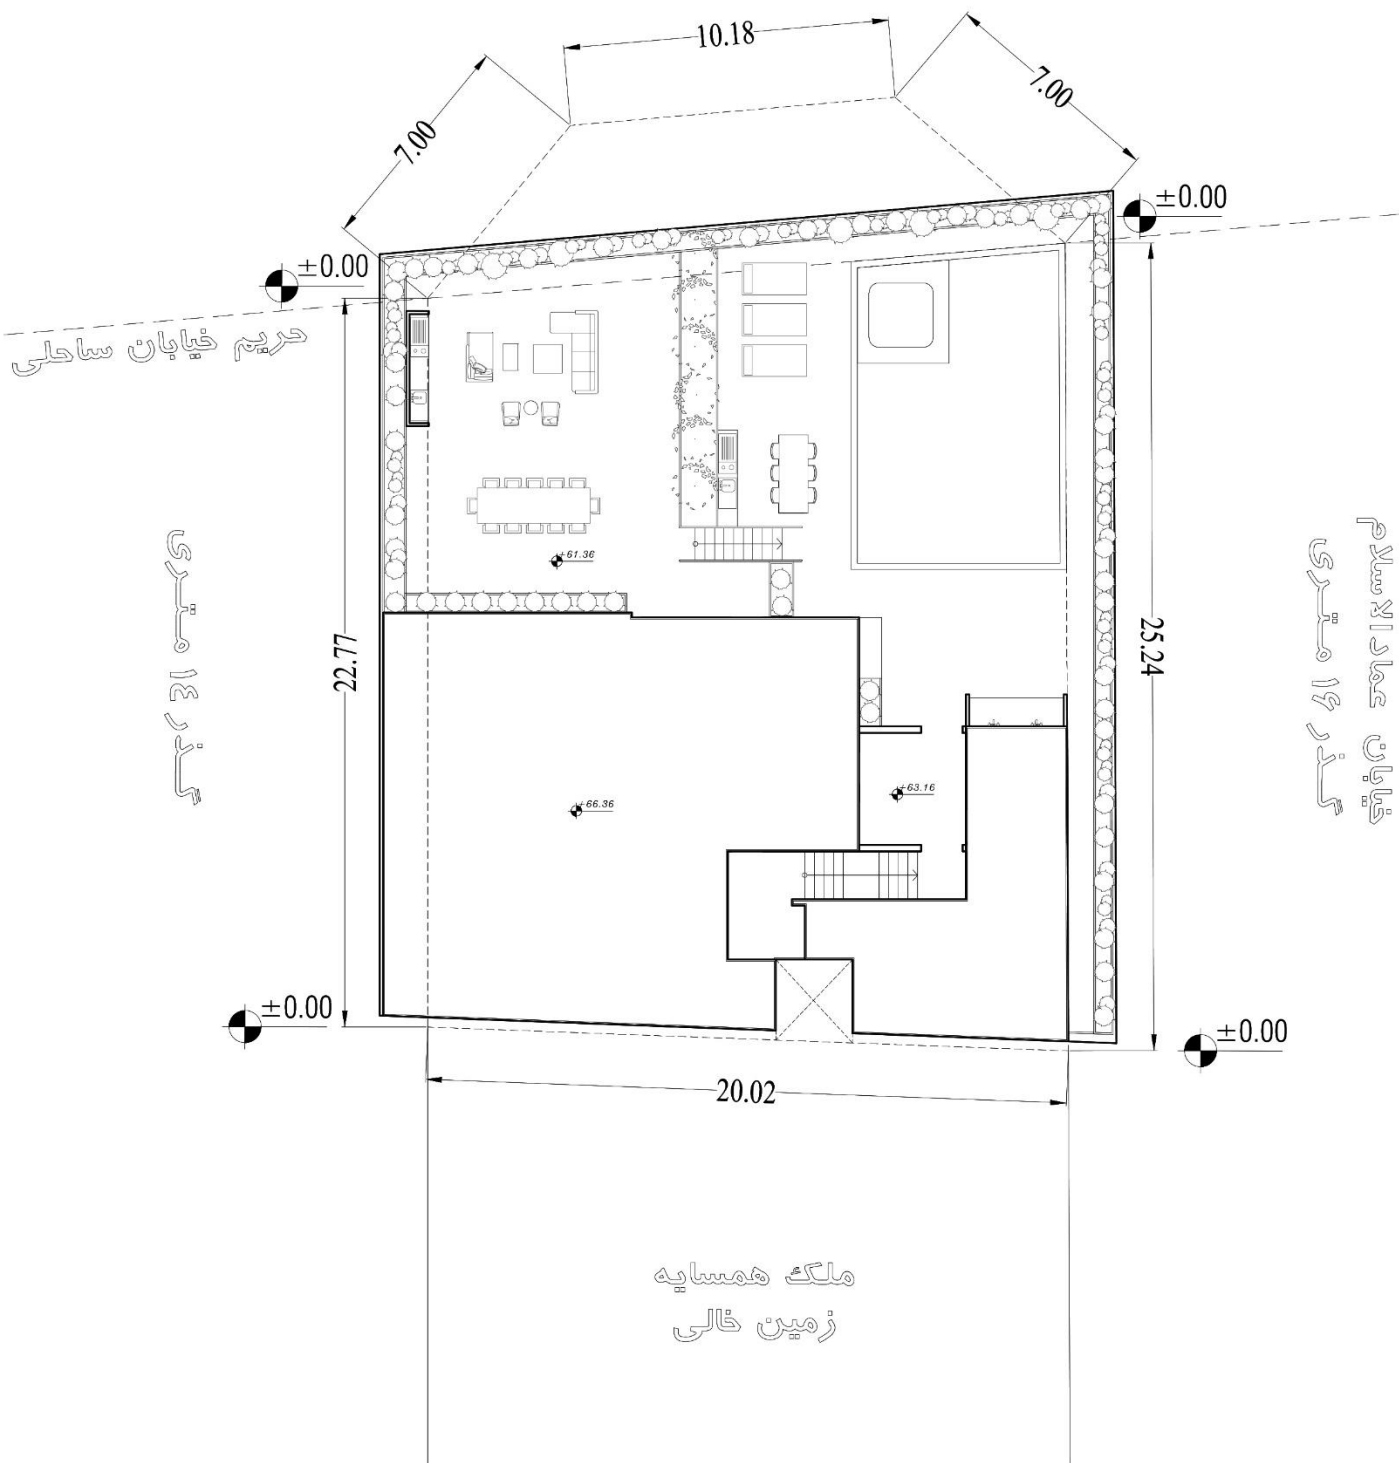 10.18
7.00
7.00
±0.00
±0.00
حریم خیابان ساحلی
+61.36
گذر ۱٤ متری
22.77
25.24
خیابان عمادالاسلام
گذر ۱۶ متری
+63.16
+66.36
±0.00
±0.00
20.02
ملک همسایه
زمین خالی